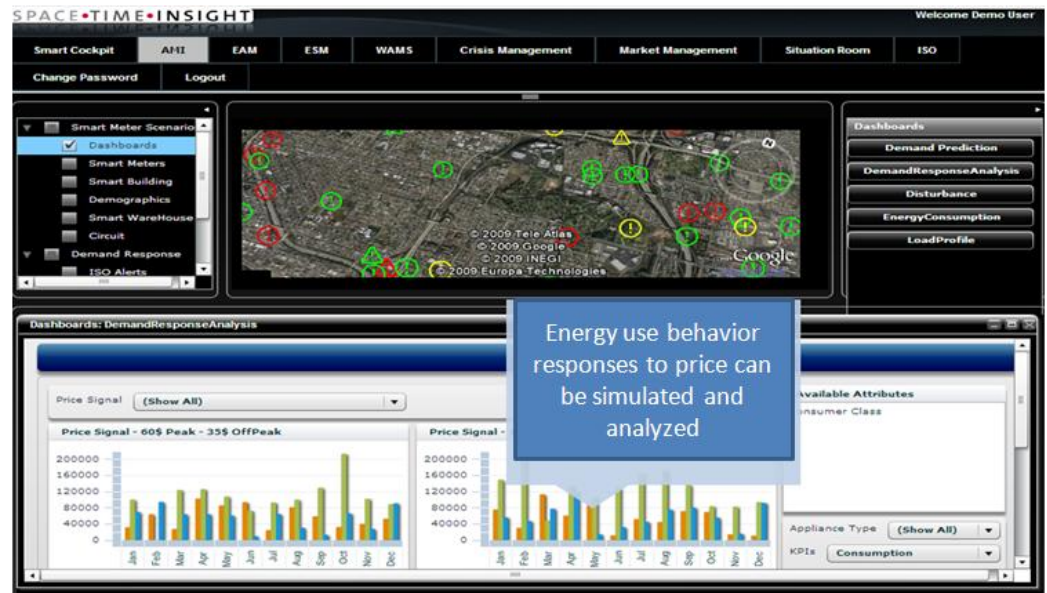 SPACE•TIME•INSIGHT
Welcome Demo User
Smart Cockpit AMI EAM ESM WAMS Crisis Management Market Management Situation Room ISO
Change Password Logout
Smart Meter Scenario
Dashboards
Smart Meters
Smart Building
Demographics
Smart WareHouse
Circuit
Demand Response
ISO Alerts
N
© 2009 Tele Atlas
© 2009 Google
© 2009 INEGI
© 2009 Europa Technologies
Google
Dashboards
Demand Prediction
DemandResponseAnalysis
Disturbance
EnergyConsumption
LoadProfile
Dashboards: DemandResponseAnalysis
Energy use behavior
responses to price can
be simulated and
analyzed
Price Signal (Show All)
Price Signal - 60$ Peak - 35$ OffPeak
200000
160000
120000
80000
40000
0
Jan Feb Mar Apr May Jun Jul Aug Sep Oct Nov Dec
Price Signal -
200000
160000
120000
80000
40000
0
Jan Feb Mar Apr May Jun Jul Aug Sep Oct Nov Dec
Available Attributes
onsumer Class
Appliance Type (Show All)
KPIs Consumption